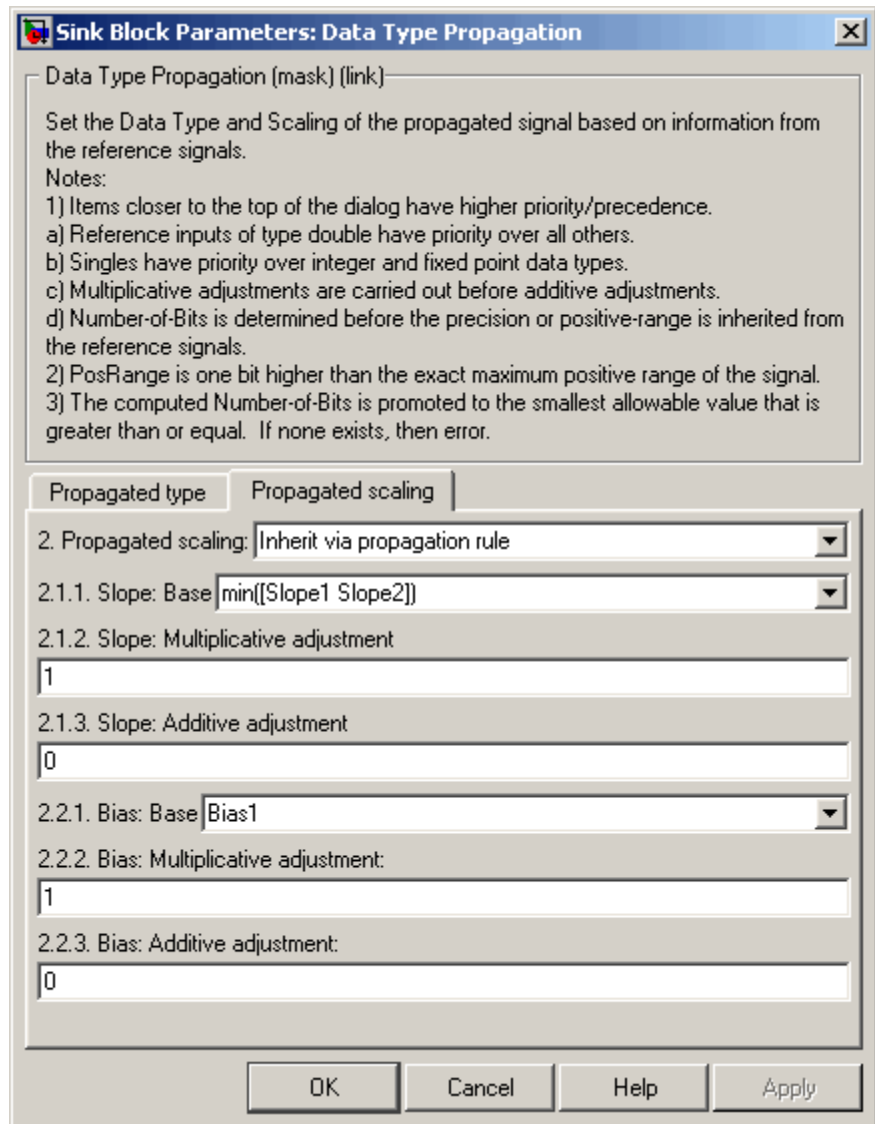 Sink Block Parameters: Data Type Propagation
Data Type Propagation (mask) (link)
Set the Data Type and Scaling of the propagated signal based on information from
the reference signals.
Notes:
1) Items closer to the top of the dialog have higher priority/precedence.
a) Reference inputs of type double have priority over all others.
b) Singles have priority over integer and fixed point data types.
c) Multiplicative adjustments are carried out before additive adjustments.
d) Number-of-Bits is determined before the precision or positive-range is inherited from
the reference signals.
2) PosRange is one bit higher than the exact maximum positive range of the signal.
3) The computed Number-of-Bits is promoted to the smallest allowable value that is
greater than or equal.  If none exists, then error.
Propagated type Propagated scaling
2. Propagated scaling: Inherit via propagation rule
2.1.1. Slope: Base min([Slope1 Slope2])
2.1.2. Slope: Multiplicative adjustment
1
2.1.3. Slope: Additive adjustment
0
2.2.1. Bias: Base Bias1
2.2.2. Bias: Multiplicative adjustment:
1
2.2.3. Bias: Additive adjustment:
0
OK Cancel Help Apply